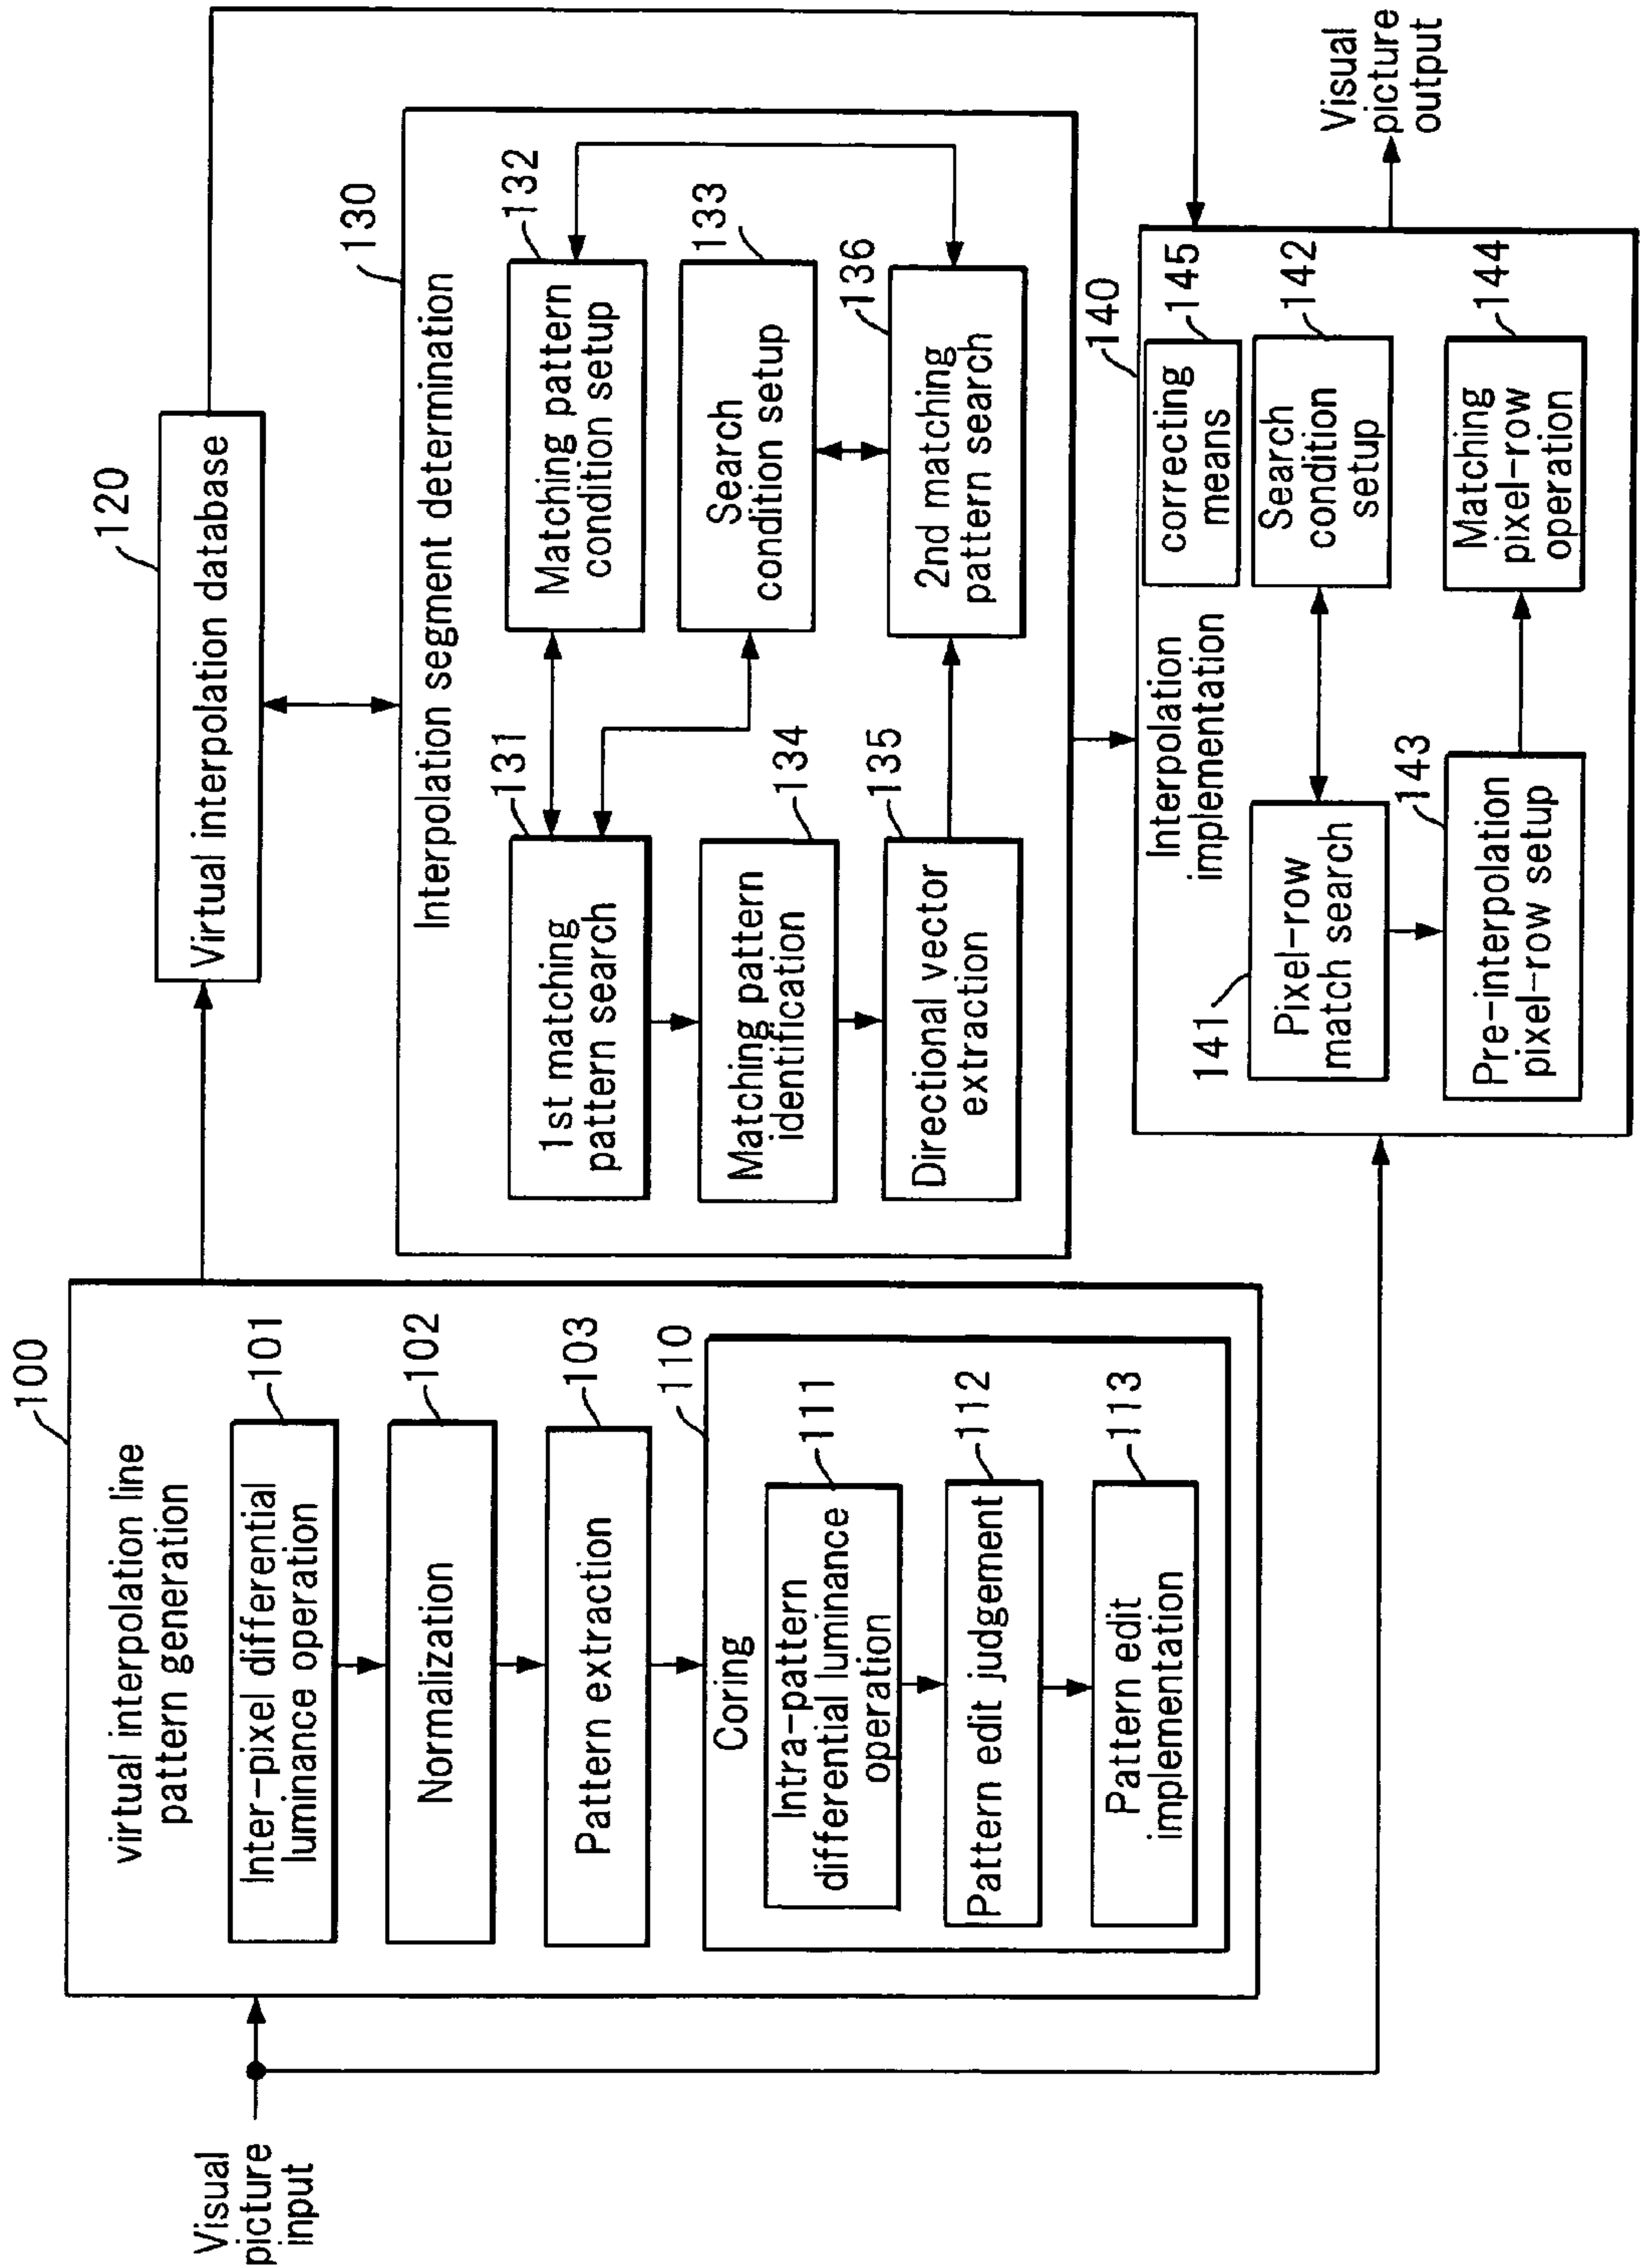 Visual
picture
input
100
virtual interpolation line
pattern generation
101
Inter-pixel differential
luminance operation
102
Normalization
103
Pattern extraction
110
Coring
111
Intra-pattern
differential luminance
operation
112
Pattern edit judgement
113
Pattern edit
implementation
120
Virtual interpolation database
130
Interpolation segment determination
131
1st matching
pattern search
132
Matching pattern
condition setup
133
Search
condition setup
134
Matching pattern
identification
135
Directional vector
extraction
136
2nd matching
pattern search
140
Interpolation
implementation
145
correcting
means
141
Pixel-row
match search
142
Search
condition
setup
143
Pre-interpolation
pixel-row setup
144
Matching
pixel-row
operation
Visual
picture
output